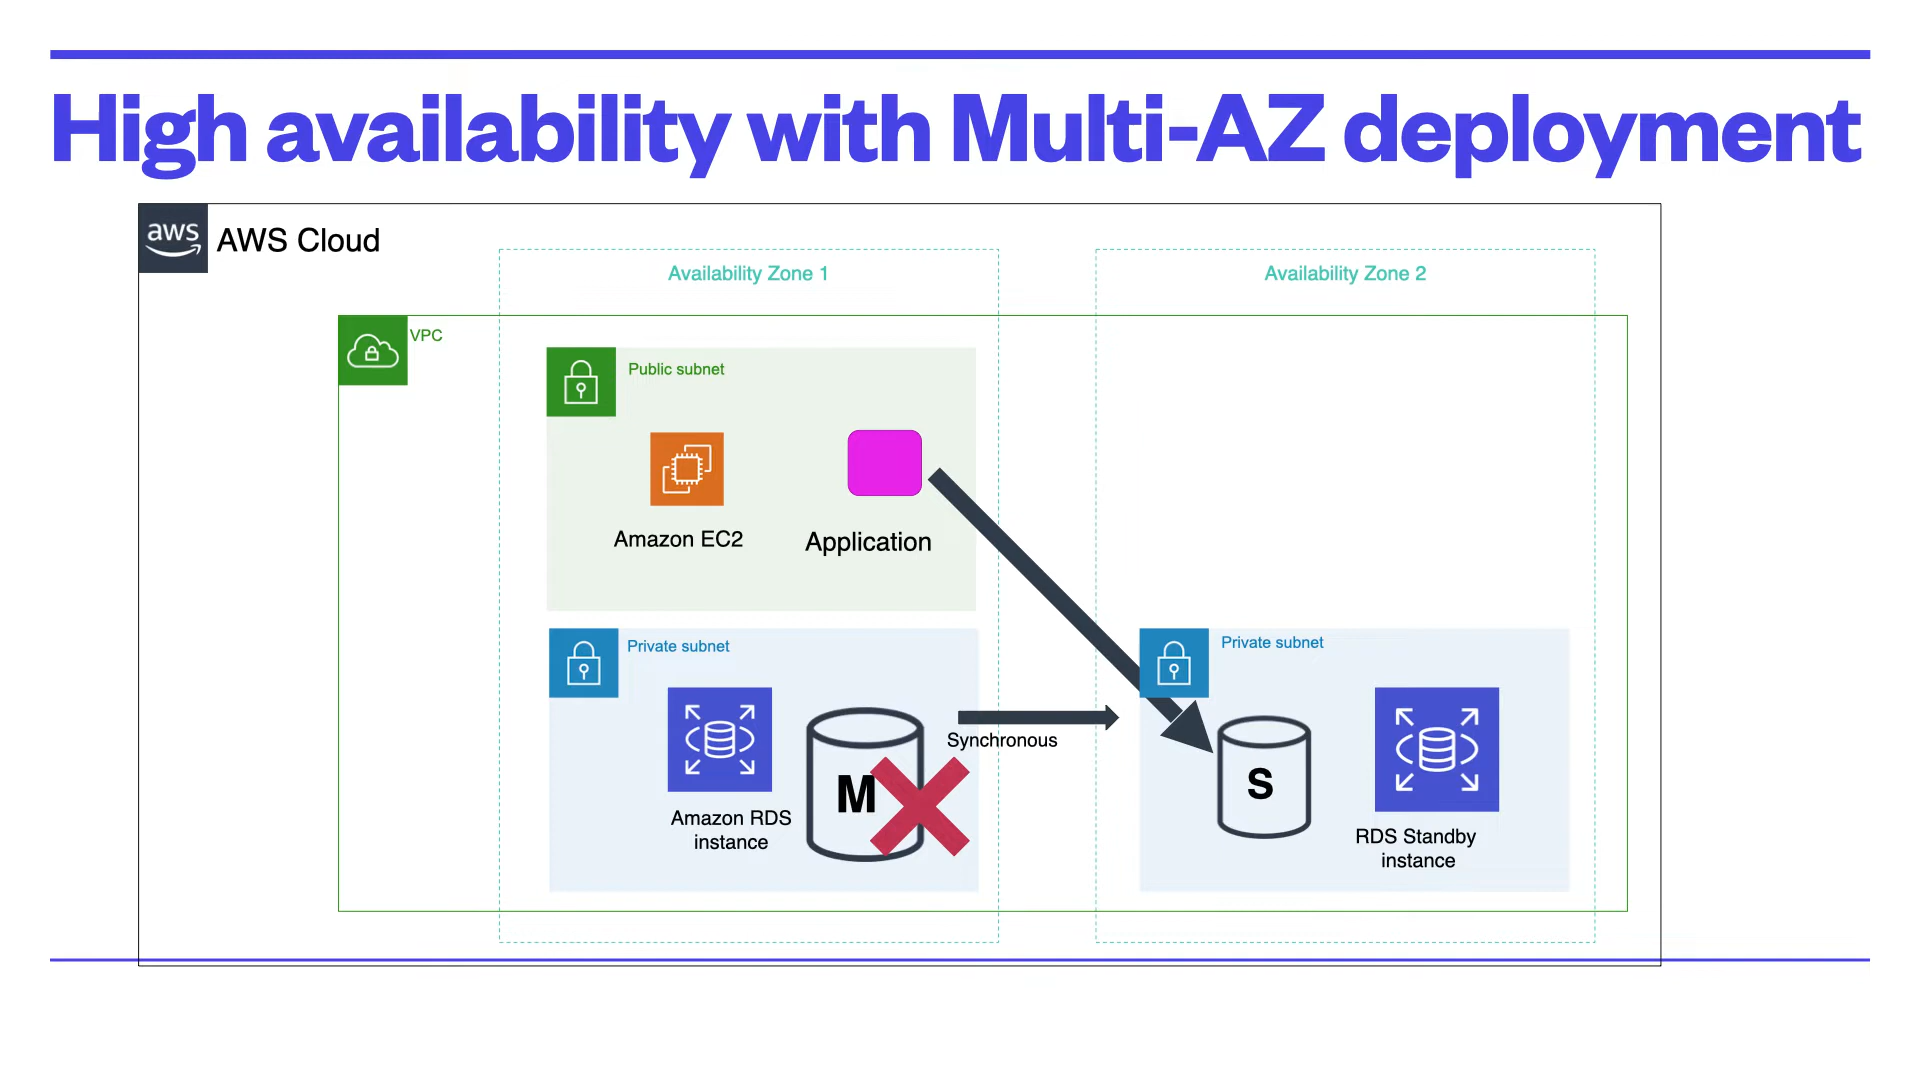 High availability with Multi-AZ deployment
aws
AWS Cloud
Availability Zone 1
Availability Zone 2
VPC
Public subnet
Amazon EC2
Application
Private subnet
Private subnet
Synchronous
M
S
Amazon RDS
instance
RDS Standby
instance